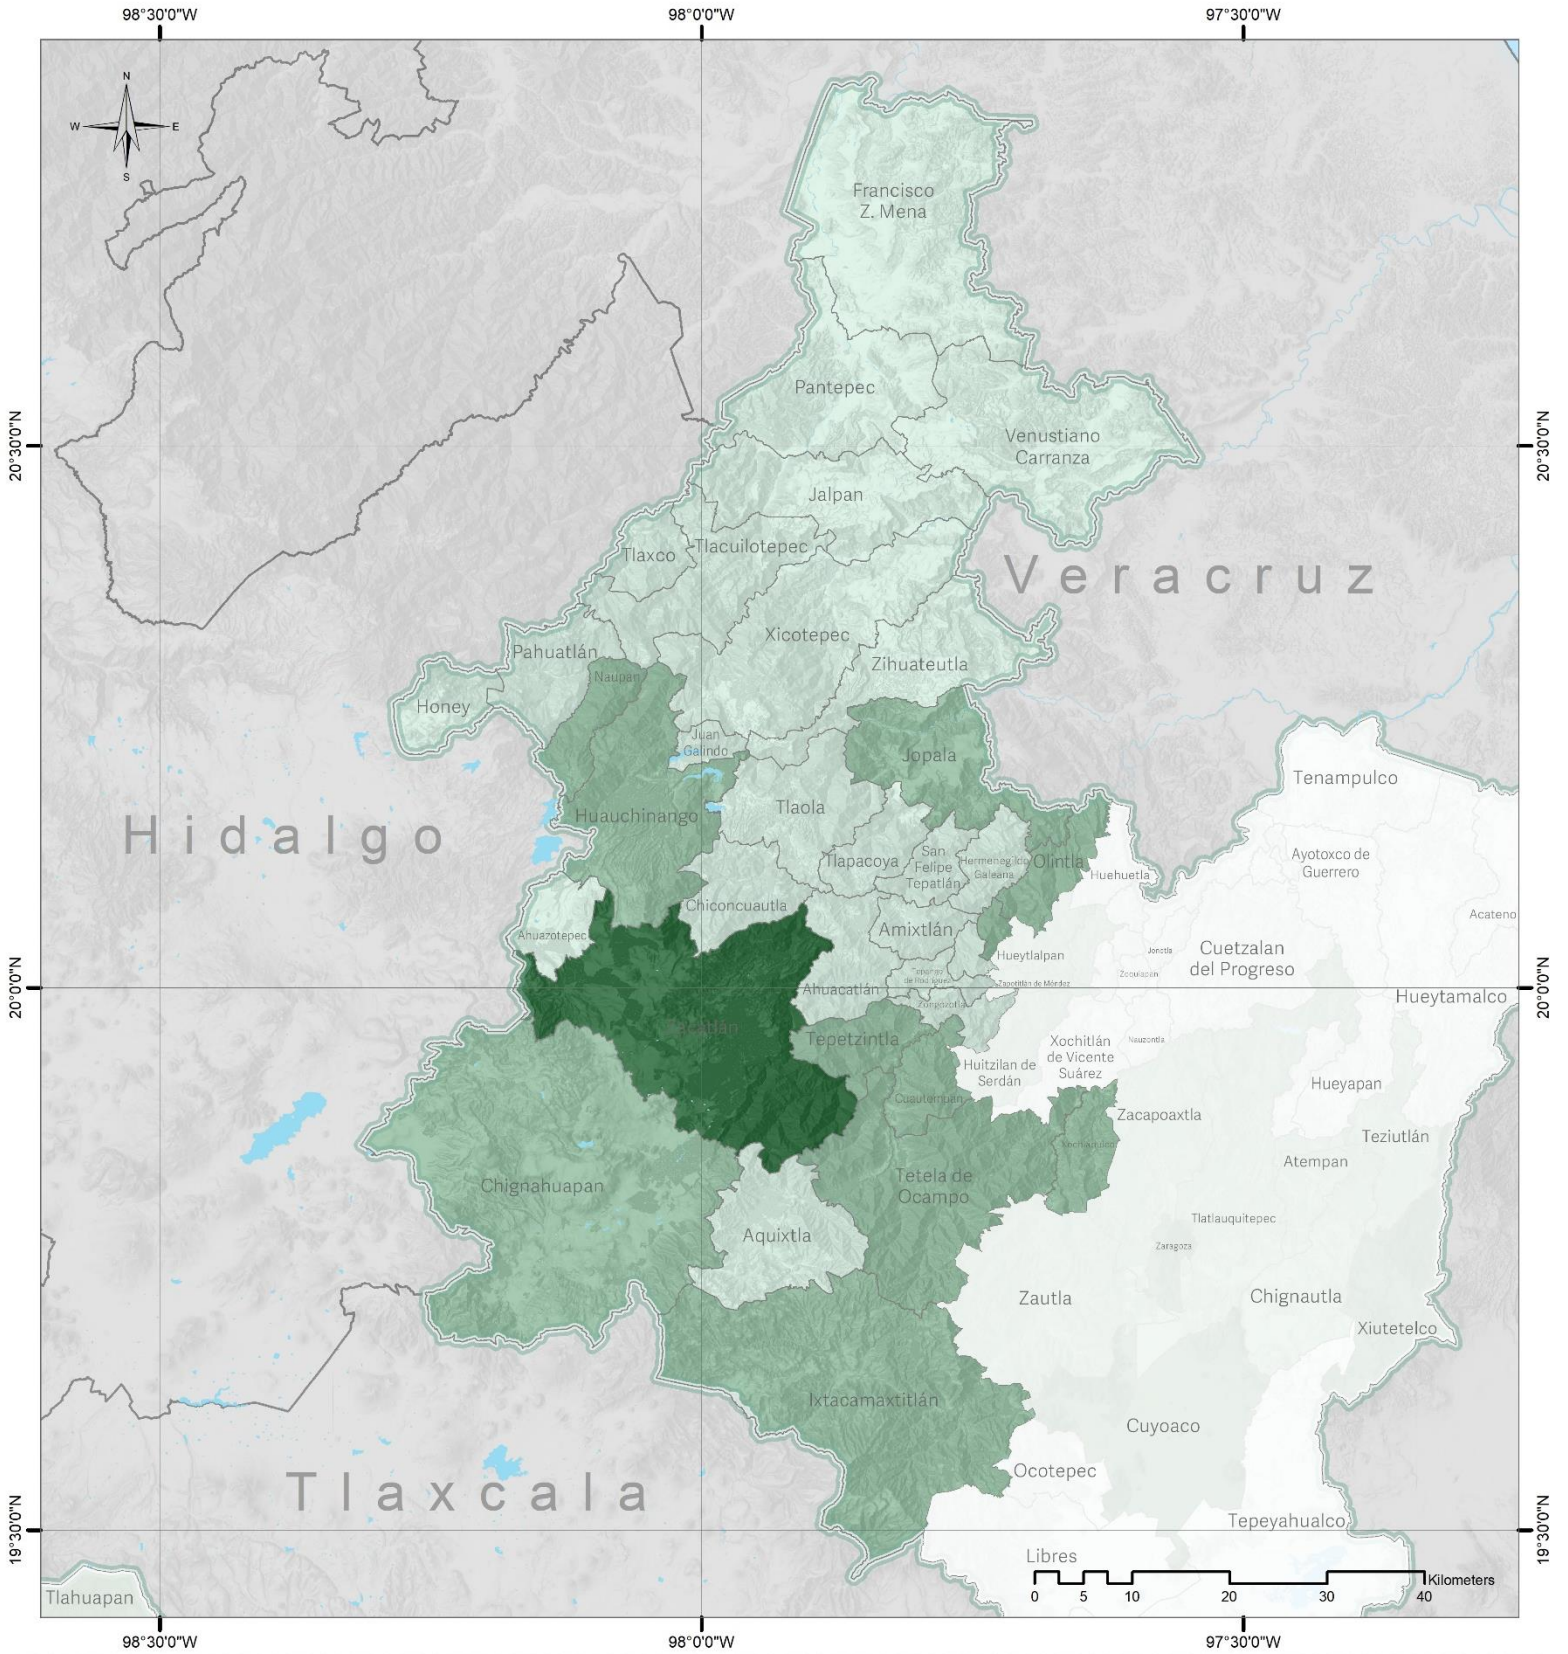 98°30'0"W
98°0'0"W
97°30'0"W
N
W
E
S
Francisco
Z. Mena
Pantepec
Venustiano
Carranza
20°30'0"N
20°30'0"N
Jalpan
Tlaxco
Tlacuilotepec
Veracruz
Xicotepec
Pahuatlán
Zihuateutla
Naupan
Honey
Juan
Galindo
Jopala
Tenampulco
Hidalgo
Huauchinango
Tlaola
Tlapacoya
San
Felipe
Tepatlán
Hermenegildo
Galeana
Olintla
Huehuetla
Ayotoxco de
Guerrero
Chiconcuautla
Acateno
Ahuazotepec
Amixtlán
Hueytlalpan
Jonotla
Cuetzalan
del Progreso
Zoquiapan
Tepango
de Rodríguez
Zapotitlán de Méndez
20°0'0"N
Ahuacatlán
Hueytamalco
20°0'0"N
Zongozotla
Zacatlán
Tepetzintla
Xochitlán
de Vicente
Suárez
Nauzontla
Huitzilan de
Serdán
Hueyapan
Cuautempan
Zacapoaxtla
Teziutlán
Xochiapulco
Atempan
Chignahuapan
Tetela de
Ocampo
Tlatlauquitepec
Aquixtla
Zaragoza
Zautla
Chignautla
Xiutetelco
Ixtacamaxtitlán
Cuyoaco
Tlaxcala
Ocotepec
19°30'0"N
Tepeyahualco
19°30'0"N
Libres
Kilometers
0 5 10 20 30 40
Tlahuapan
98°30'0"W
98°0'0"W
97°30'0"W